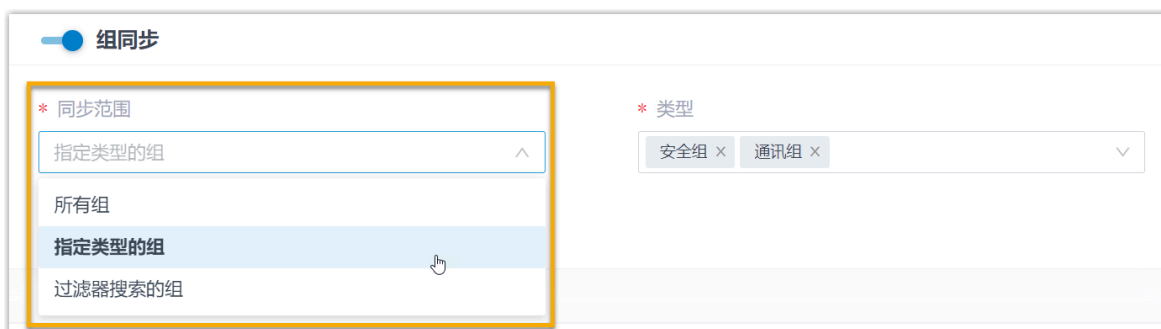 组同步
* 同步范围
指定类型的组
所有组
指定类型的组
过滤器搜索的组
* 类型
安全组 × 通讯组 ×